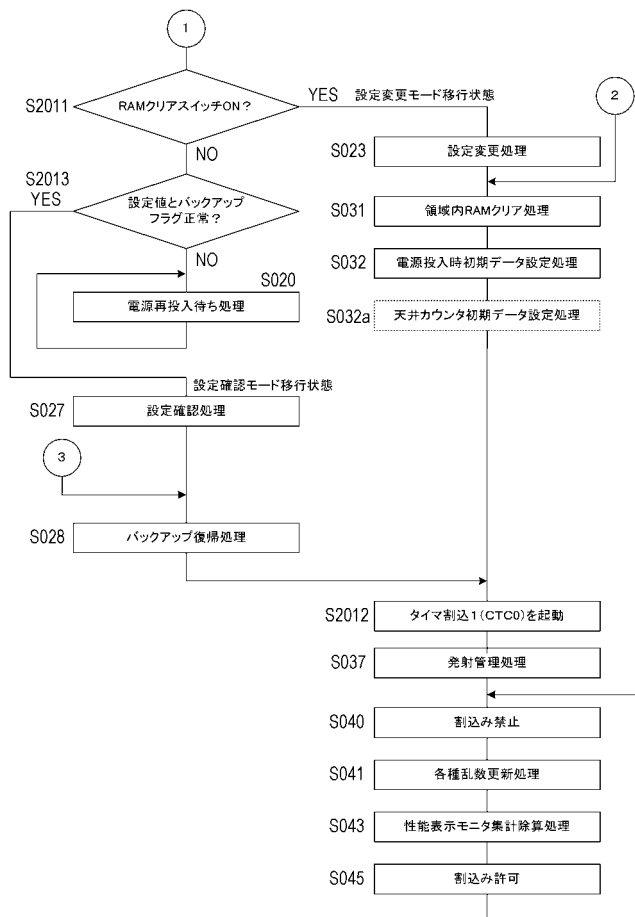 1
S2011
RAMクリアスイッチON?
YES
設定変更モード移行状態
2
NO
S023
設定変更処理
S2013
YES
設定値とバックアップ
フラグ正常?
S031
領域内RAMクリア処理
NO
S020
電源再投入待ち処理
S032
電源投入時初期データ設定処理
S032a
天井カウンタ初期データ設定処理
設定確認モード移行状態
S027
設定確認処理
3
S028
バックアップ復帰処理
S2012
タイマ割込1(CTC0)を起動
S037
発射管理処理
S040
割込み禁止
S041
各種乱数更新処理
S043
性能表示モニタ集計除算処理
S045
割込み許可